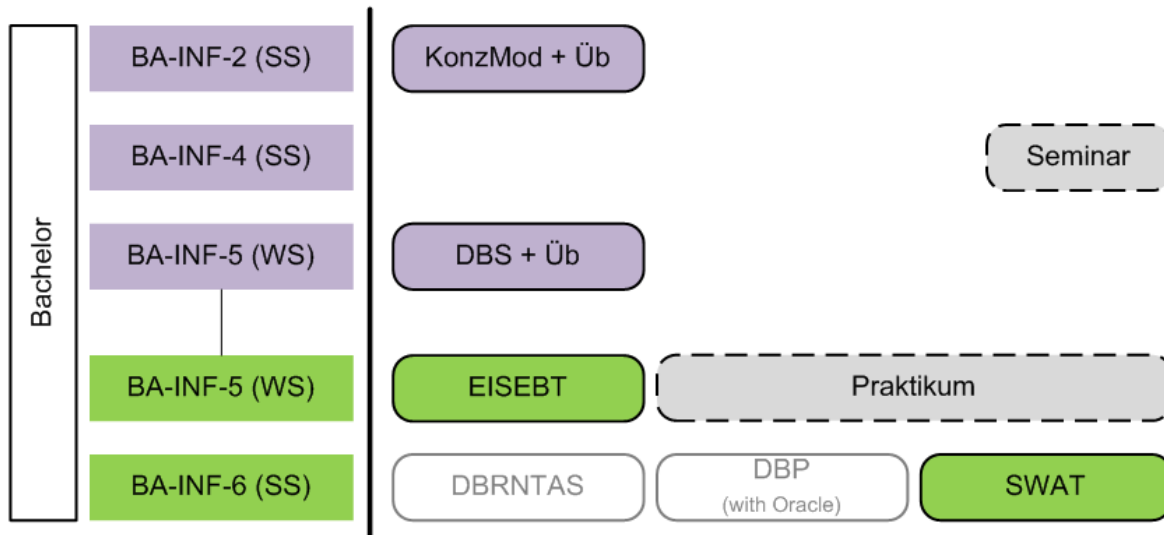 Bachelor
BA-INF-2 (SS)
KonzMod + Üb
BA-INF-4 (SS)
Seminar
BA-INF-5 (WS)
DBS + Üb
BA-INF-5 (WS)
EISEBT
Praktikum
BA-INF-6 (SS)
DBRNTAS
DBP
(with Oracle)
SWAT